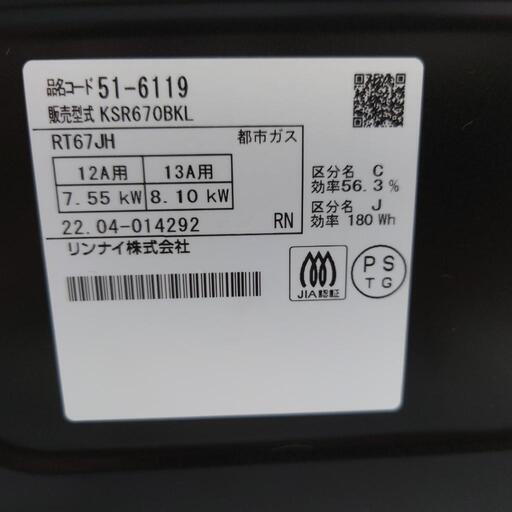 品名コード 51-6119
販売型式 KSR670BKL
RT67JH 都市ガス
12A用 13A用
7.55 kW 8.10 kW
22.04-014292 RN
リンナイ株式会社
区分名 C
効率56.3%
区分名 J
効率 180 Wh
JIA認証
PS
TG